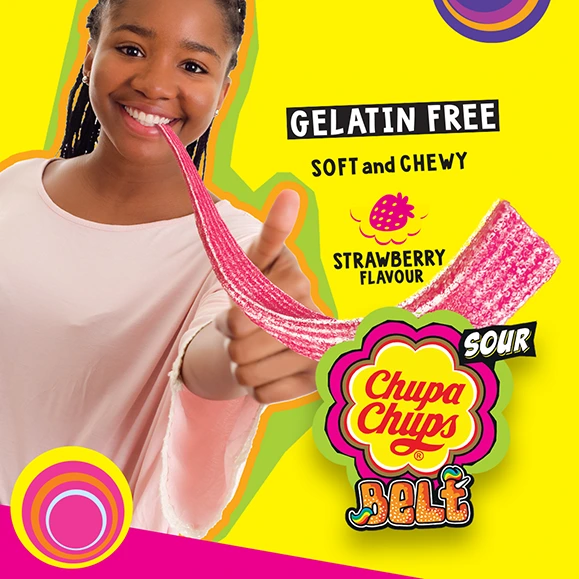 GELATIN FREE
SOFT and CHEWY
STRAWBERRY
FLAVOUR
SOUR
Chupa
Chups
®
BELT